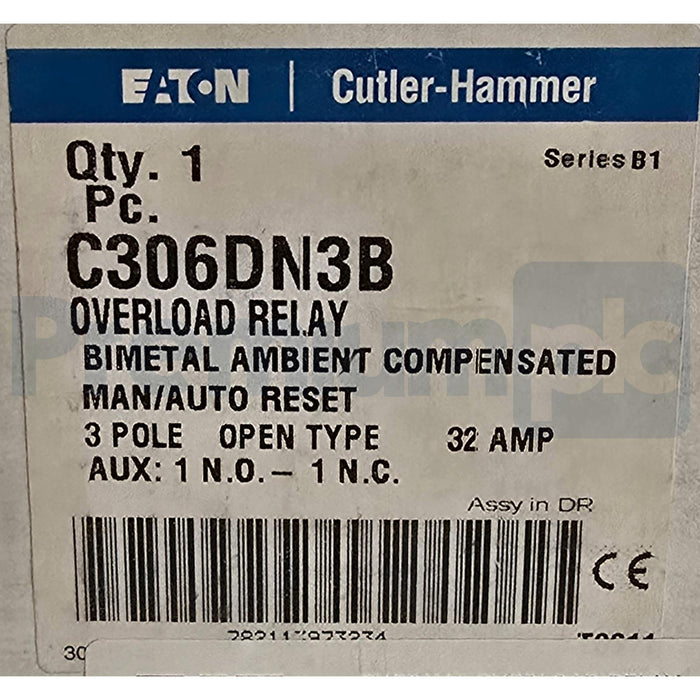 EATON | Cutler-Hammer
Qty. 1 Series B1
Pc.
C306DN3B
OVERLOAD RELAY
BIMETAL AMBIENT COMPENSATED
MAN/AUTO RESET
3 POLE OPEN TYPE 32 AMP
AUX: 1 N.O. – 1 N.C.
Assy in DR
CE
30